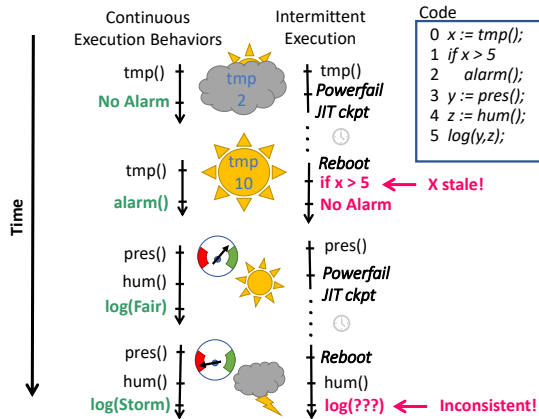 Continuous
Execution Behaviors
Intermittent
Execution
Code
0 x := tmp();
1 if x > 5
2 alarm();
3 y := pres();
4 z := hum();
5 log(y,z);
Time
tmp()
No Alarm
tmp
2
tmp()
Powerfail
JIT ckpt
tmp()
alarm()
tmp
10
Reboot
if x > 5
X stale!
No Alarm
pres()
hum()
log(Fair)
pres()
Powerfail
JIT ckpt
pres()
hum()
log(Storm)
Reboot
hum()
log(???)
Inconsistent!